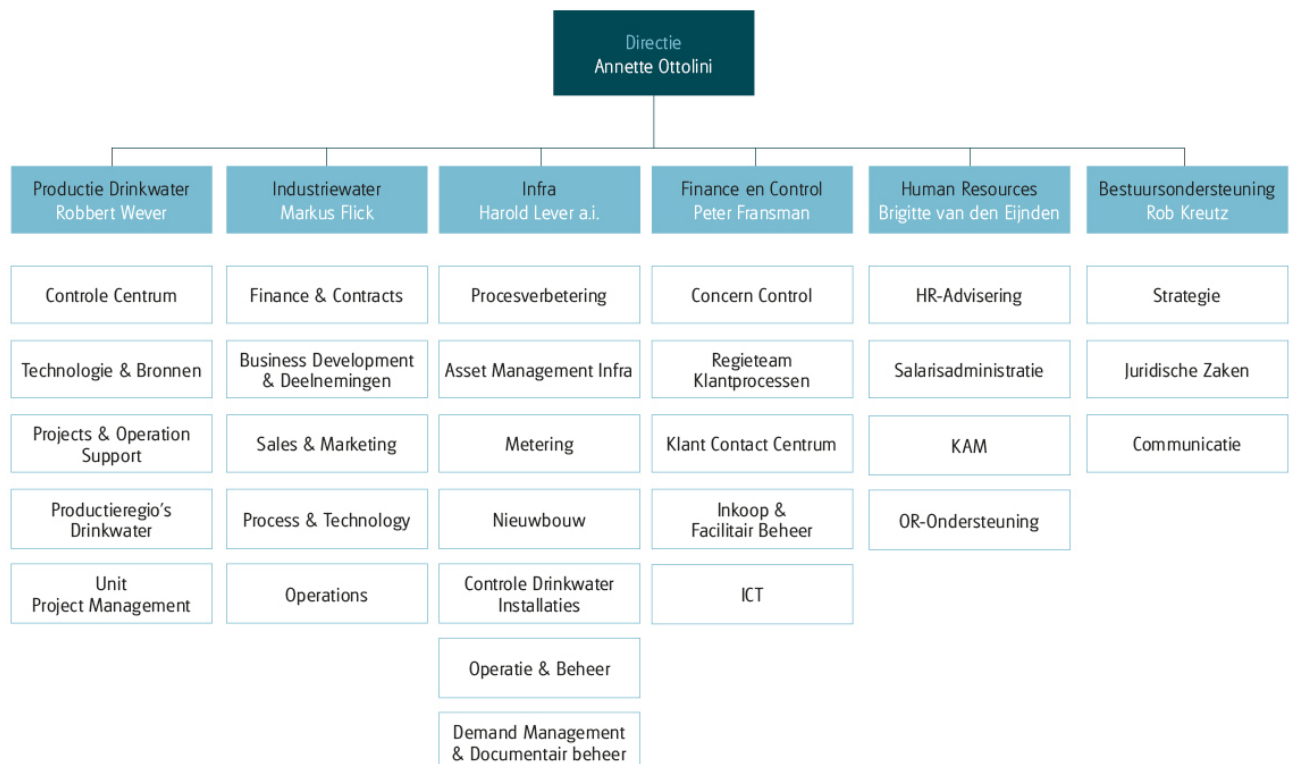 Directie
Annette Ottolini
Productie Drinkwater
Robbert Wever
Industriewater
Markus Flick
Infra
Harold Lever a.i.
Finance en Control
Peter Fransman
Human Resources
Brigitte van den Eijnden
Bestuursondersteuning
Rob Kreutz
Controle Centrum
Technologie & Bronnen
Projects & Operation
Support
Productieregio's
Drinkwater
Unit
Project Management
Finance & Contracts
Business Development
& Deelnemingen
Sales & Marketing
Process & Technology
Operations
Procesverbetering
Asset Management Infra
Metering
Nieuwbouw
Controle Drinkwater
Installaties
Operatie & Beheer
Demand Management
& Documentair beheer
Concern Control
Regieteam
Klantprocessen
Klant Contact Centrum
Inkoop &
Facilitair Beheer
ICT
HR-Advisering
Salarisadministratie
KAM
OR-Ondersteuning
Strategie
Juridische Zaken
Communicatie